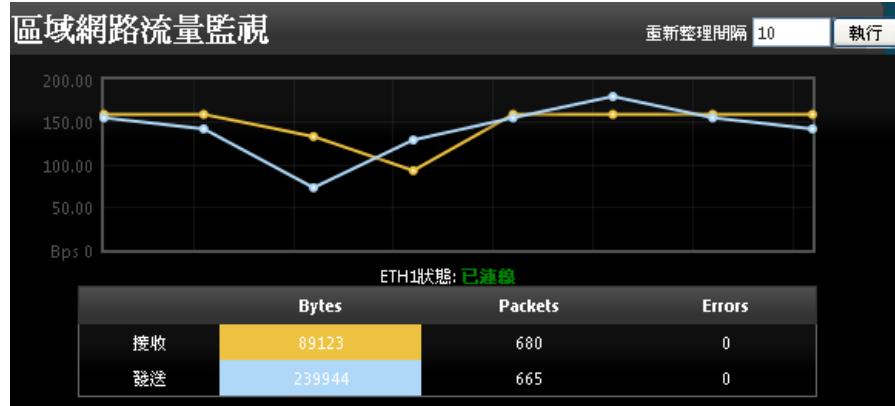 區域網路流量監視
重新整理間隔 10 執行
200.00
150.00
100.00
50.00
Bps 0
ETH1狀態: 已連線
Bytes Packets Errors
接收 89123 680 0
發送 239944 665 0